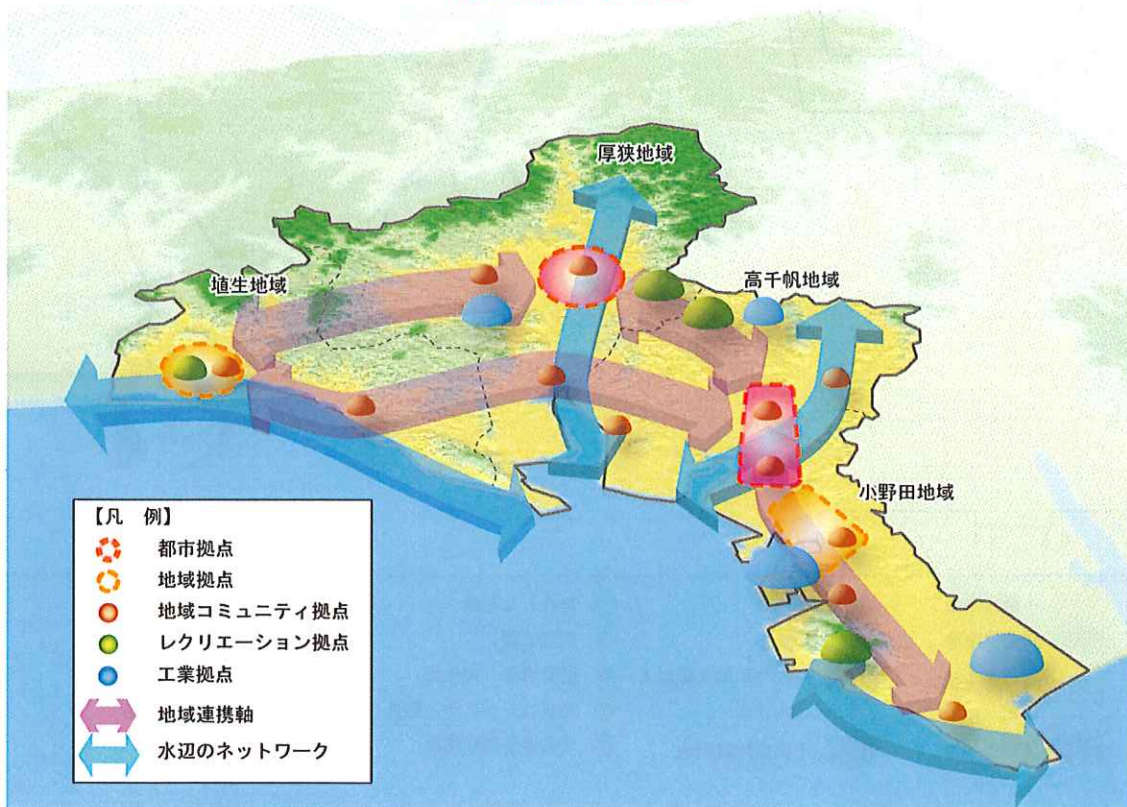 厚狭地域
埴生地域
高千帆地域
小野田地域
【凡　例】
都市拠点
地域拠点
地域コミュニティ拠点
レクリエーション拠点
工業拠点
地域連携軸
水辺のネットワーク